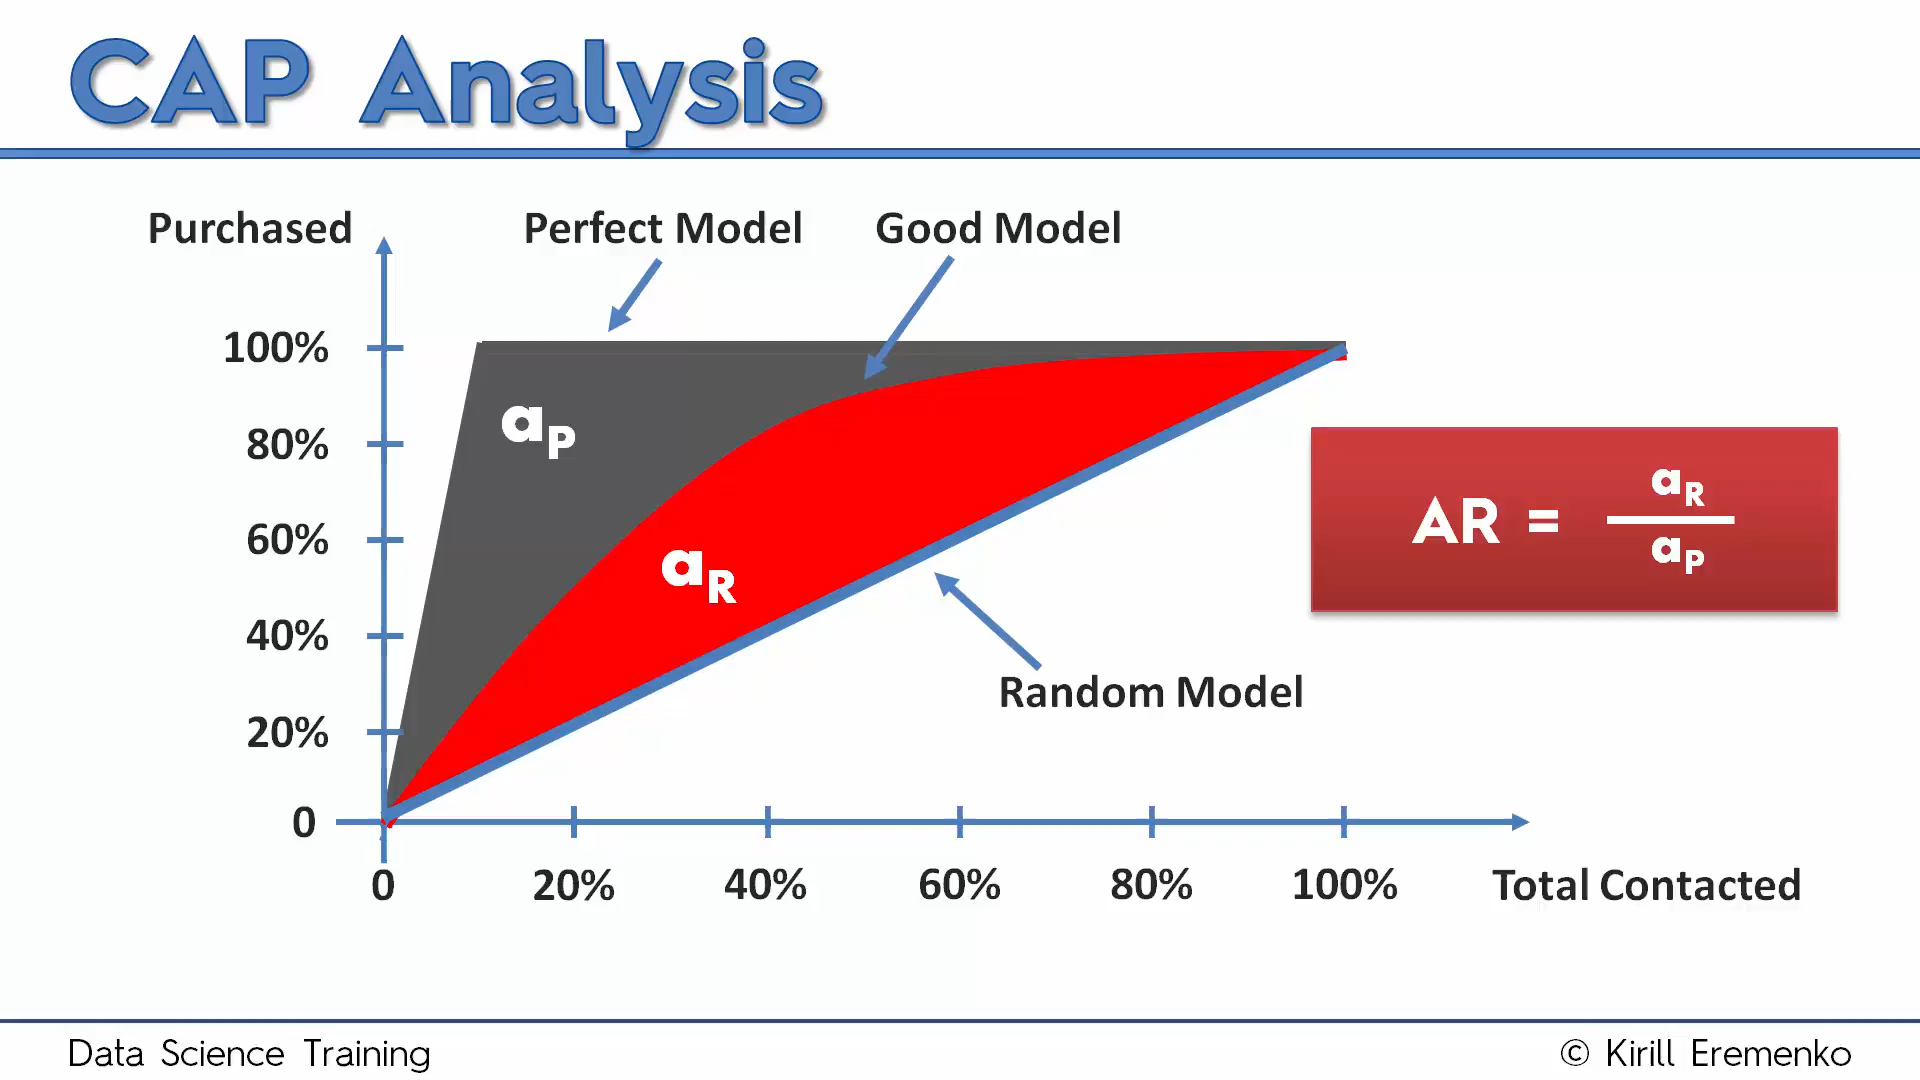 CAP Analysis
Purchased
Perfect Model
Good Model
100%
80%
60%
40%
20%
0
aP
aR
AR = aR / aP
Random Model
0 20% 40% 60% 80% 100%
Total Contacted
Data Science Training
© Kirill Eremenko